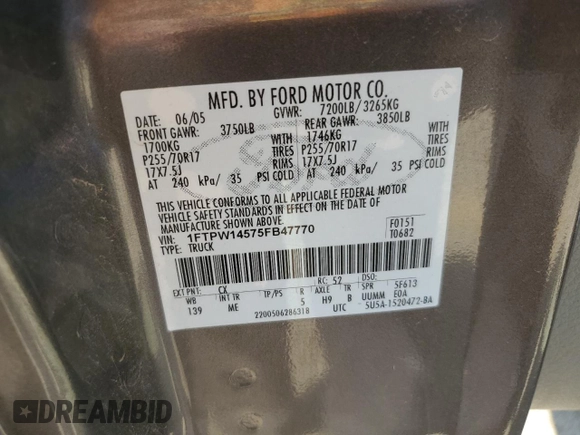 MFD. BY FORD MOTOR CO.
DATE: 06/05 GVWR: 7200LB/3265KG
FRONT GAWR: 3750LB REAR GAWR: 3850LB
1700KG WITH 1746KG WITH
P255/70R17 TIRES P255/70R17 TIRES
17X7.5J RIMS 17X7.5J RIMS
AT 240 kPa/ 35 PSI COLD AT 240 kPa/ 35 PSI COLD
THIS VEHICLE CONFORMS TO ALL APPLICABLE FEDERAL MOTOR
VEHICLE SAFETY STANDARDS IN EFFECT ON THE DATE OF
MANUFACTURE SHOWN ABOVE.
VIN: 1FTPW14575FB47770 F0151
TYPE: TRUCK T0682
EXT PNT: CX RC: 52 DSO:
WB INT TR TP/PS R AXLE TR SPR 5F613
139 ME 5 H9 B UUMM E0A
2200506286318 UTC 5U5A-1520472-BA
DREAMBID